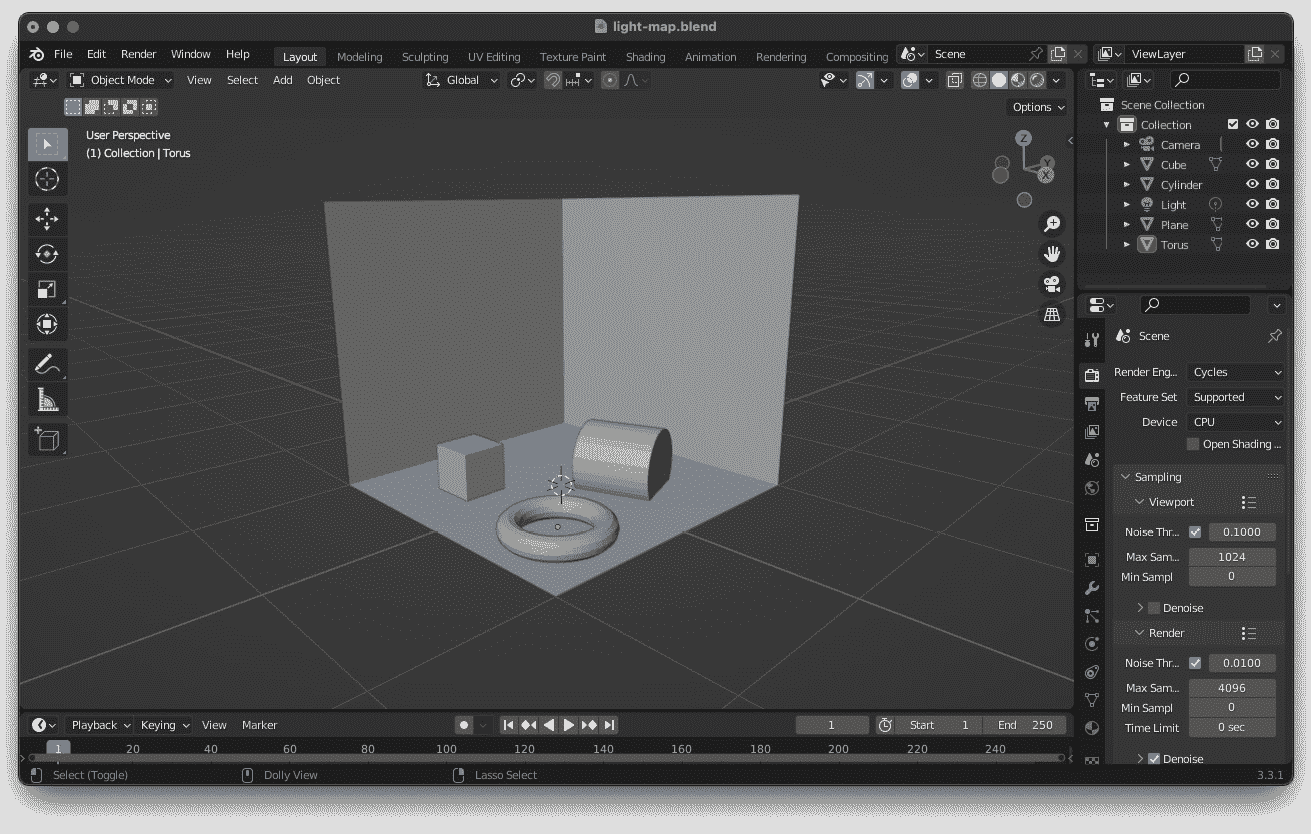 light-map.blend
File Edit Render Window Help Layout Modeling Sculpting UV Editing Texture Paint Shading Animation Rendering Compositing Scene ViewLayer
Object Mode View Select Add Object Global
Options
User Perspective
(1) Collection | Torus
Z
Y
X
Scene Collection
Collection
Camera
Cube
Cylinder
Light
Plane
Torus
Scene
Render Eng... Cycles
Feature Set Supported
Device CPU
Open Shading ...
Sampling
Viewport
Noise Thr... 0.1000
Max Sam... 1024
Min Sampl 0
Denoise
Render
Noise Thr... 0.0100
Max Sam... 4096
Min Sampl 0
Time Limit 0 sec
Denoise
Playback Keying View Marker 1 Start 1 End 250
1 20 40 60 80 100 120 140 160 180 200 220 240
Select (Toggle) Dolly View Lasso Select 3.3.1